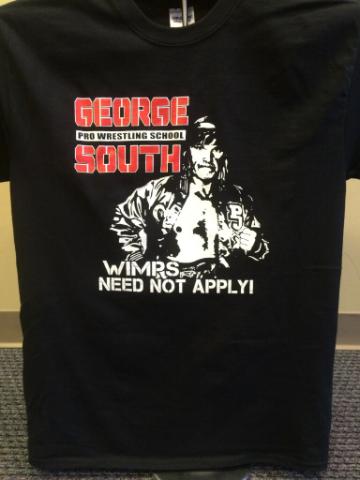 GEORGE
PRO WRESTLING SCHOOL
SOUTH
WIMPS
NEED NOT APPLY!